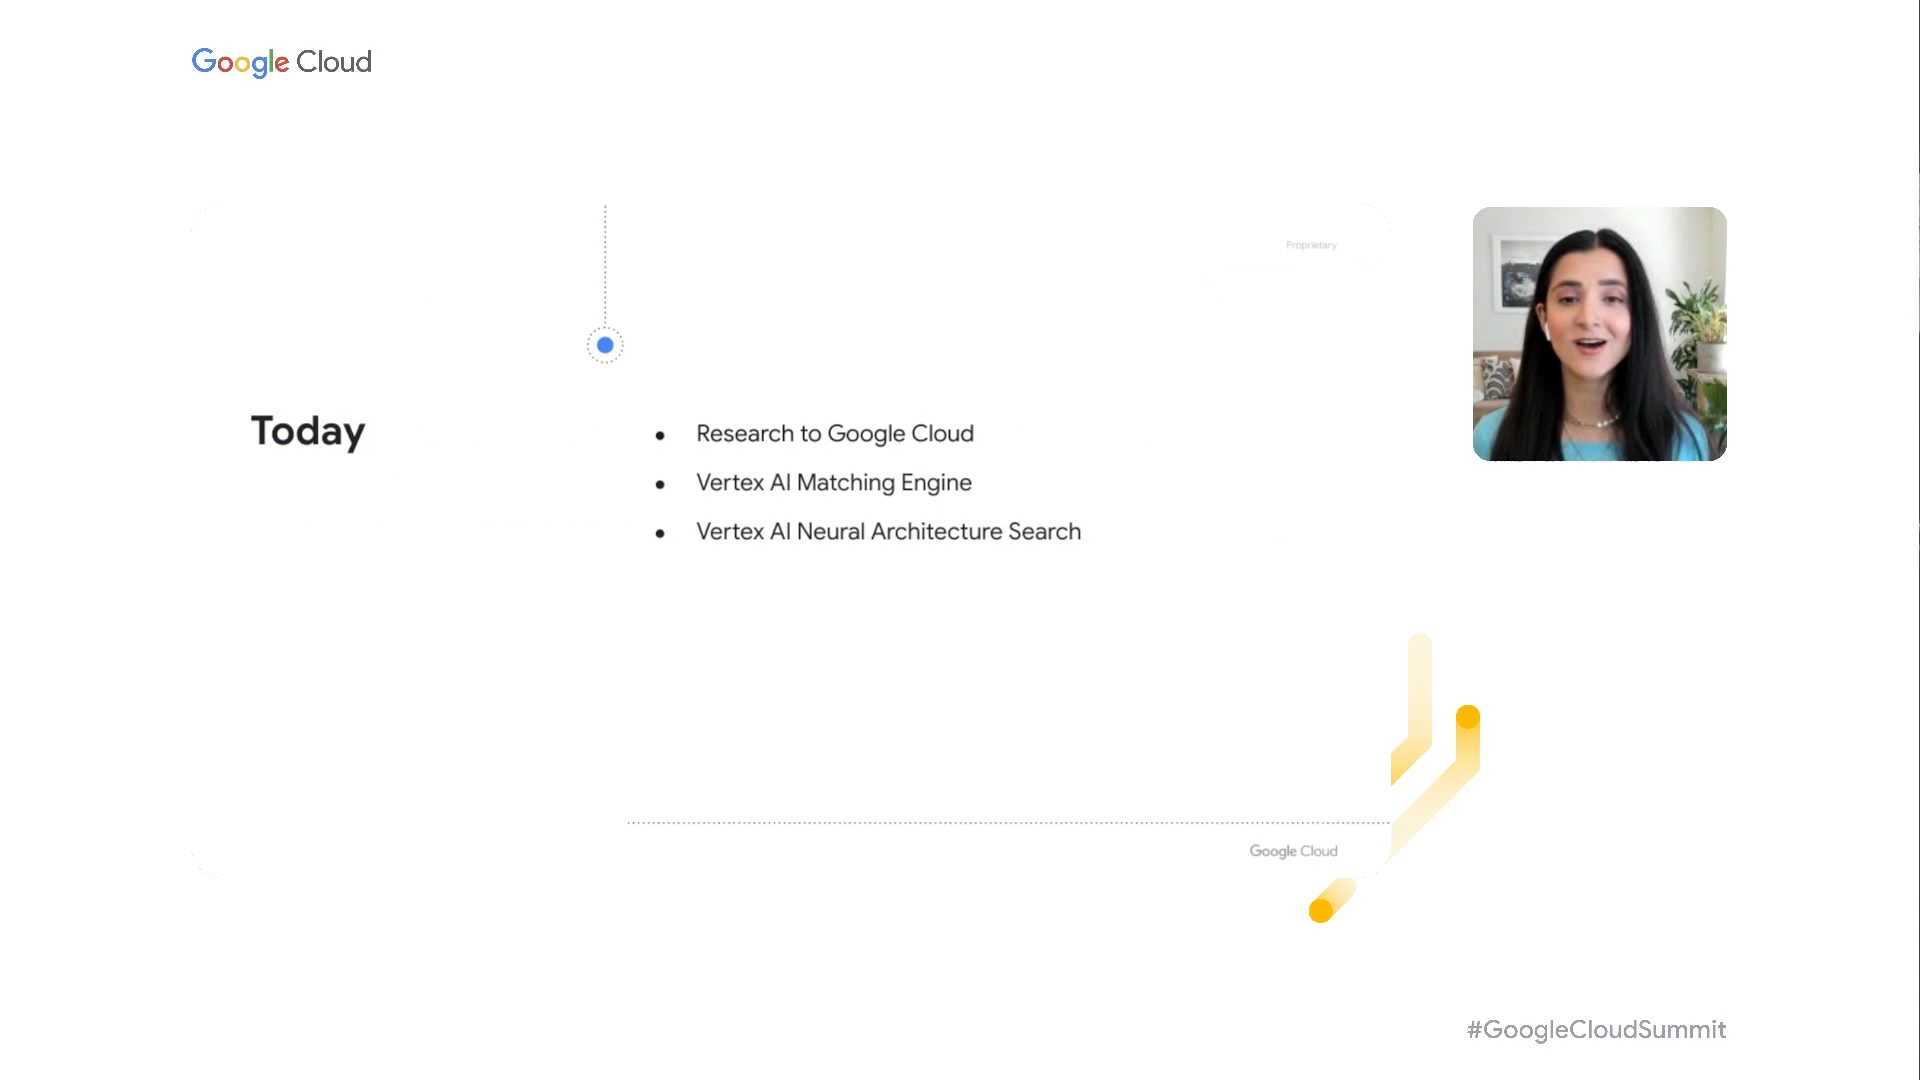 Google Cloud
Proprietary
Today
• Research to Google Cloud
• Vertex AI Matching Engine
• Vertex AI Neural Architecture Search
Google Cloud
#GoogleCloudSummit